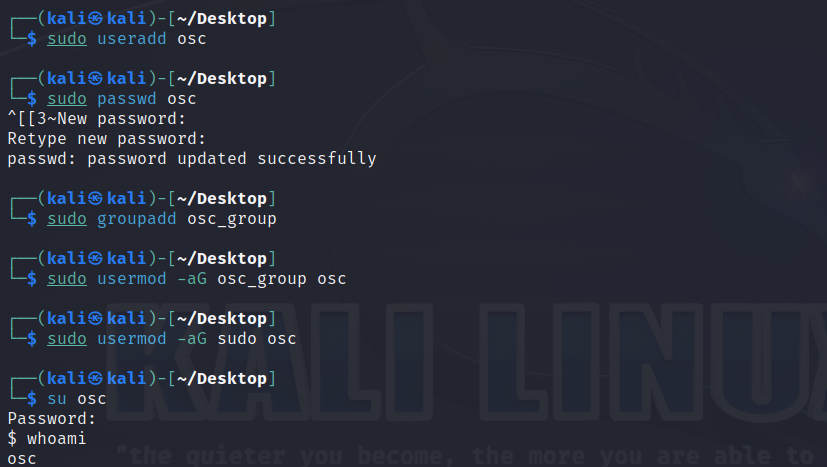 ┌──(kali㉿kali)-[~/Desktop]
└─$ sudo useradd osc
┌──(kali㉿kali)-[~/Desktop]
└─$ sudo passwd osc
^[[3~New password:
Retype new password:
passwd: password updated successfully
┌──(kali㉿kali)-[~/Desktop]
└─$ sudo groupadd osc_group
┌──(kali㉿kali)-[~/Desktop]
└─$ sudo usermod -aG osc_group osc
┌──(kali㉿kali)-[~/Desktop]
└─$ sudo usermod -aG sudo osc
┌──(kali㉿kali)-[~/Desktop]
└─$ su osc
Password:
$ whoami
osc
KALI LINUX
"the quieter you become, the more you are able to